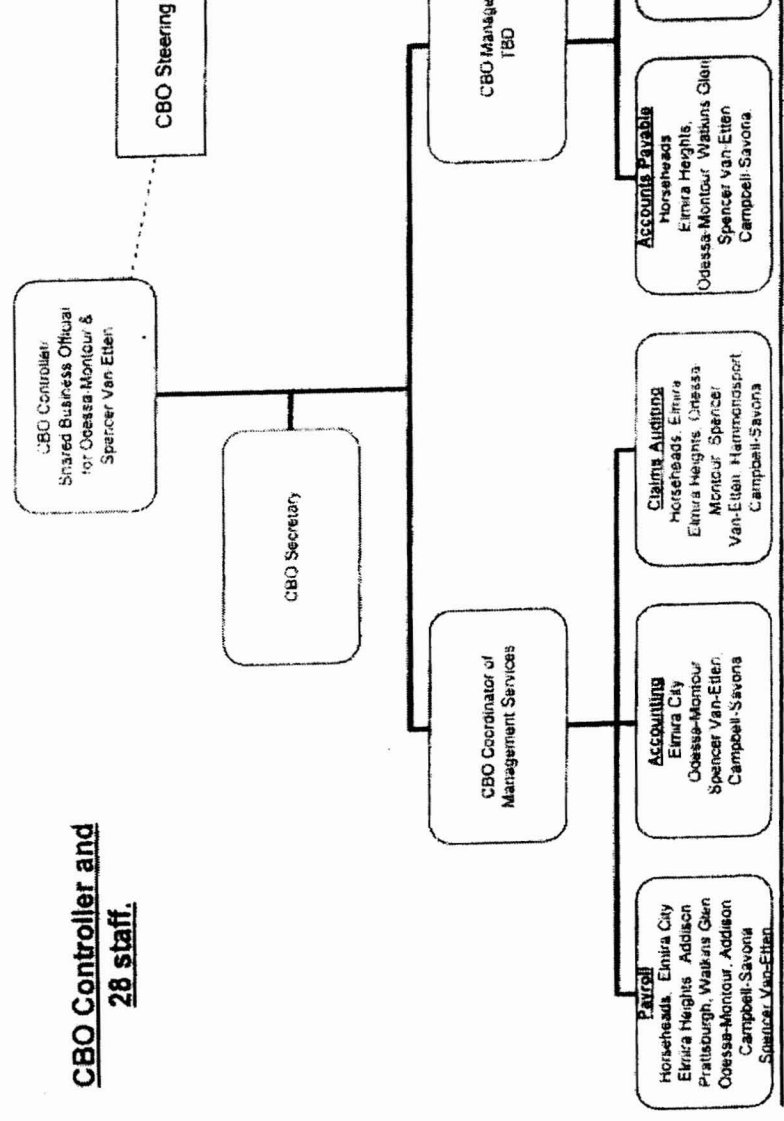 CBO Controller and
28 staff.
CBO Controller/
Shared Business Official
for Odessa-Montour &
Spencer Van-Etten
CBO Steering
CBO Secretary
CBO Coordinator of
Management Services
CBO Manage
TBD
Payroll
Horseheads, Elmira City
Elmira Heights Addison
Prattsburgh, Watkins Glen
Odessa-Montour, Addison
Campbell-Savona
Spencer Van-Etten
Accounting
Elmira City
Odessa-Montour
Spencer Van-Etten
Campbell-Savona
Claims Auditing
Horseheads, Elmira
Elmira Heights, Odessa-
Montour Spencer
Van-Etten, Hammondsport
Campbell-Savona
Accounts Payable
Horseheads
Elmira Heights,
Odessa-Montour Watkins Glen
Spencer Van-Etten
Campbell-Savona